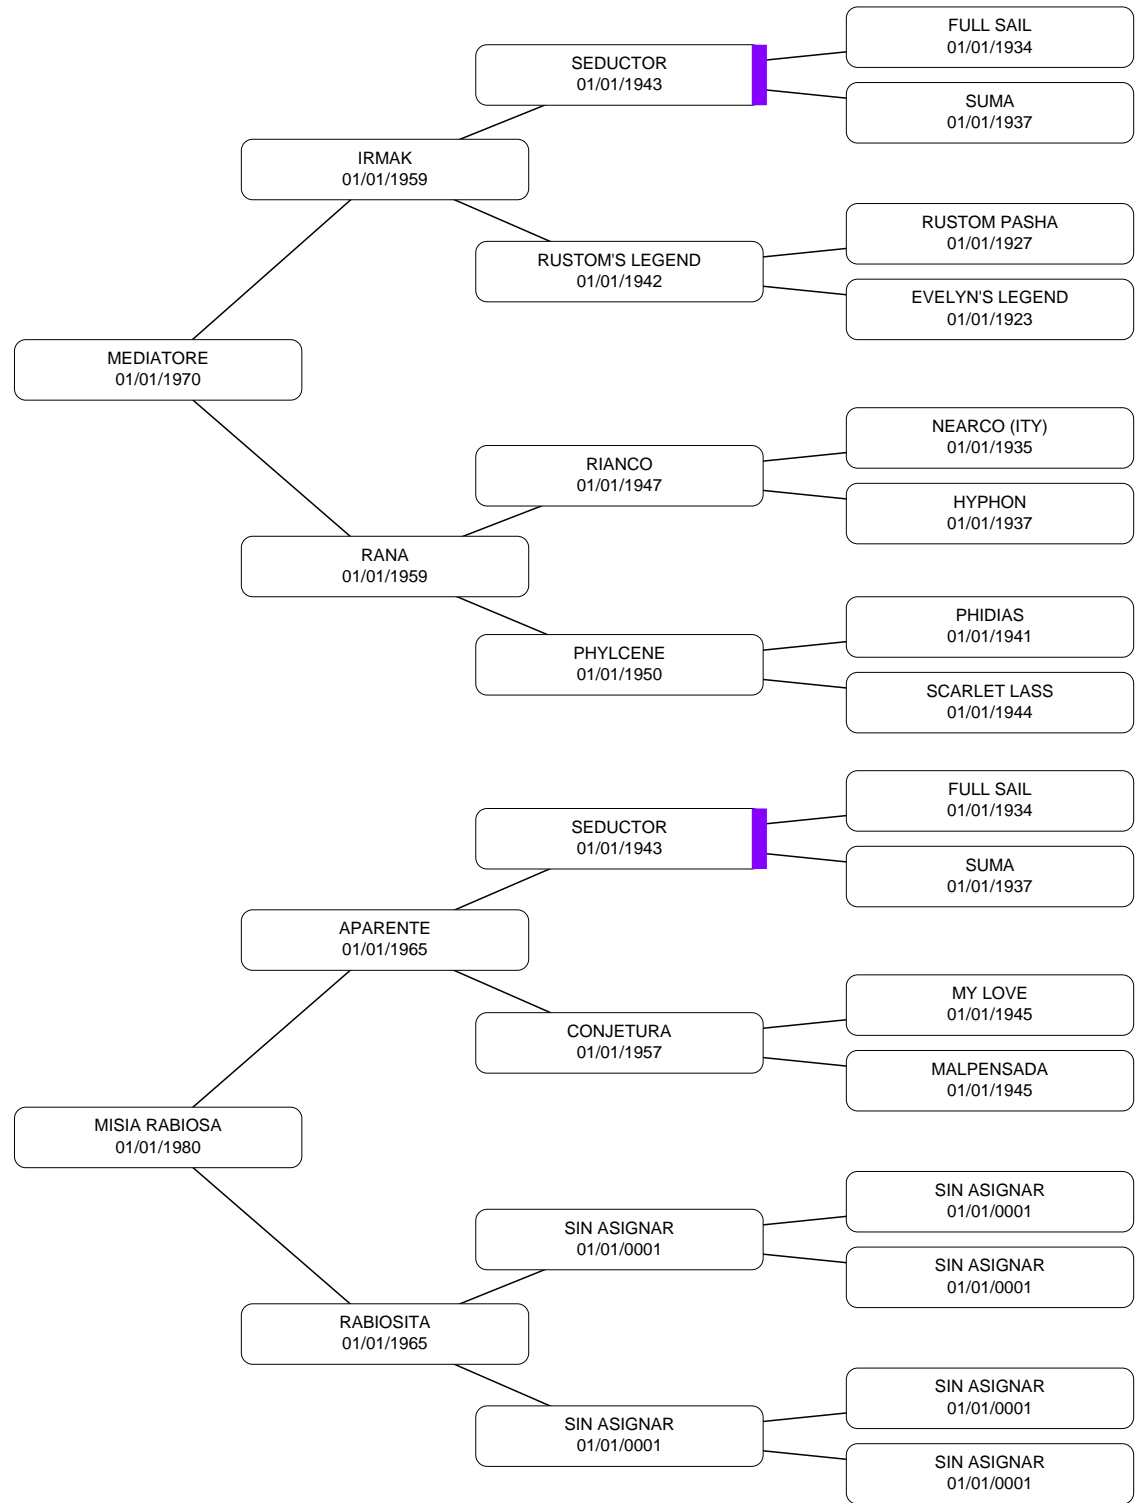 FULL SAIL
01/01/1934
SEDUCTOR
01/01/1943
SUMA
01/01/1937
IRMAK
01/01/1959
RUSTOM PASHA
01/01/1927
RUSTOM'S LEGEND
01/01/1942
EVELYN'S LEGEND
01/01/1923
MEDIATORE
01/01/1970
NEARCO (ITY)
01/01/1935
RIANCO
01/01/1947
HYPHON
01/01/1937
RANA
01/01/1959
PHIDIAS
01/01/1941
PHYLCENE
01/01/1950
SCARLET LASS
01/01/1944
FULL SAIL
01/01/1934
SEDUCTOR
01/01/1943
SUMA
01/01/1937
APARENTE
01/01/1965
MY LOVE
01/01/1945
CONJETURA
01/01/1957
MALPENSADA
01/01/1945
MISIA RABIOSA
01/01/1980
SIN ASIGNAR
01/01/0001
SIN ASIGNAR
01/01/0001
SIN ASIGNAR
01/01/0001
RABIOSITA
01/01/1965
SIN ASIGNAR
01/01/0001
SIN ASIGNAR
01/01/0001
SIN ASIGNAR
01/01/0001